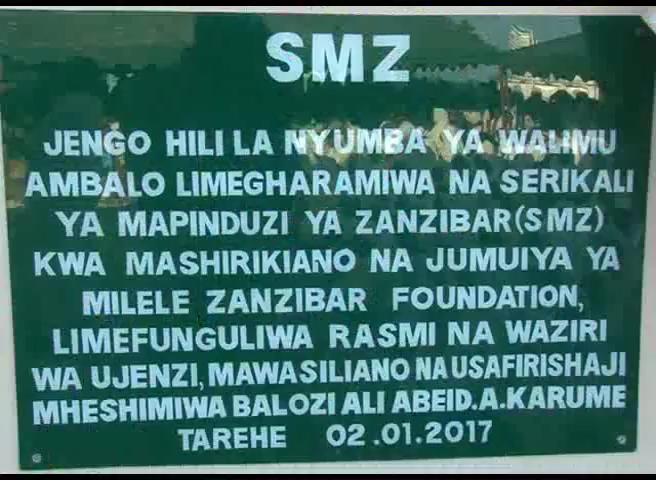 SMZ
JENGO HILI LA NYUMBA YA WALIMU
AMBALO LIMEGHARAMIWA NA SERIKALI
YA MAPINDUZI YA ZANZIBAR(SMZ)
KWA MASHIRIKIANO NA JUMUIYA YA
MILELE ZANZIBAR FOUNDATION,
LIMEFUNGULIWA RASMI NA WAZIRI
WA UJENZI, MAWASILIANO NA USAFIRISHAJI
MHESHIMIWA BALOZI ALI ABEID.A.KARUME
TAREHE 02.01.2017